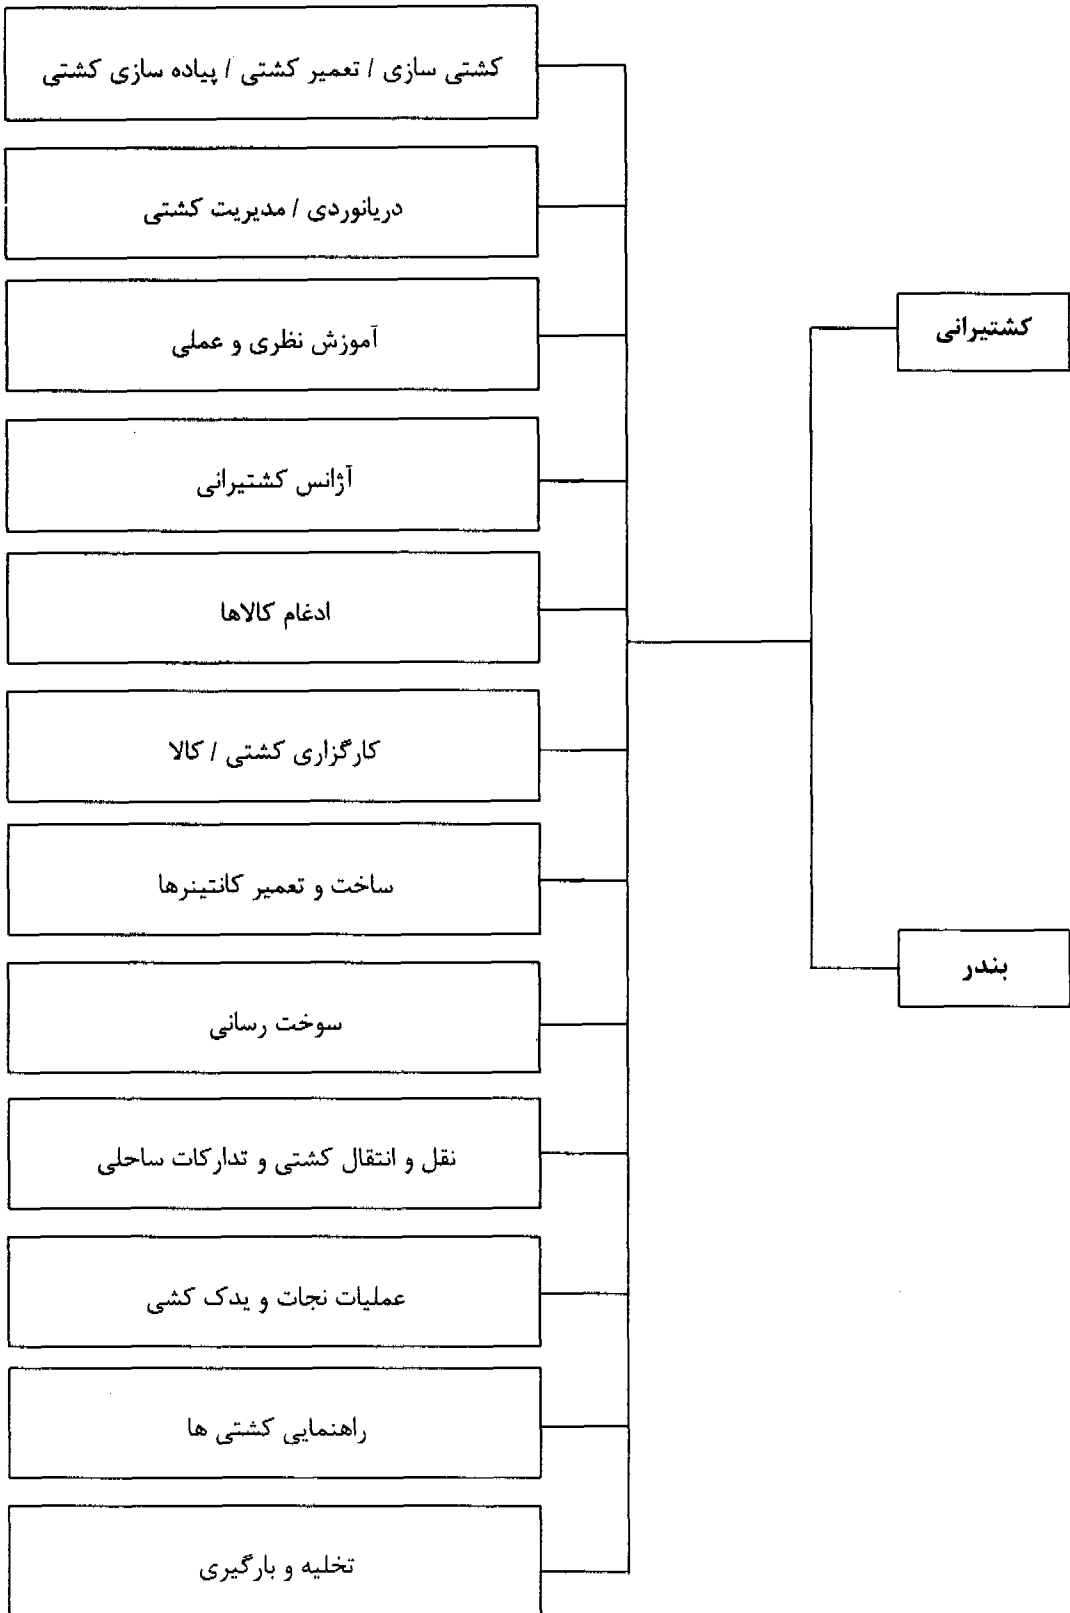 کشتیرانی
بندر
کشتی سازی / تعمیر کشتی / پیاده سازی کشتی
دریانوردی / مدیریت کشتی
آموزش نظری و عملی
آژانس کشتیرانی
ادغام کالاها
کارگزاری کشتی / کالا
ساخت و تعمیر کانتینرها
سوخت رسانی
نقل و انتقال کشتی و تدارکات ساحلی
عملیات نجات و یدک کشی
راهنمایی کشتی ها
تخلیه و بارگیری